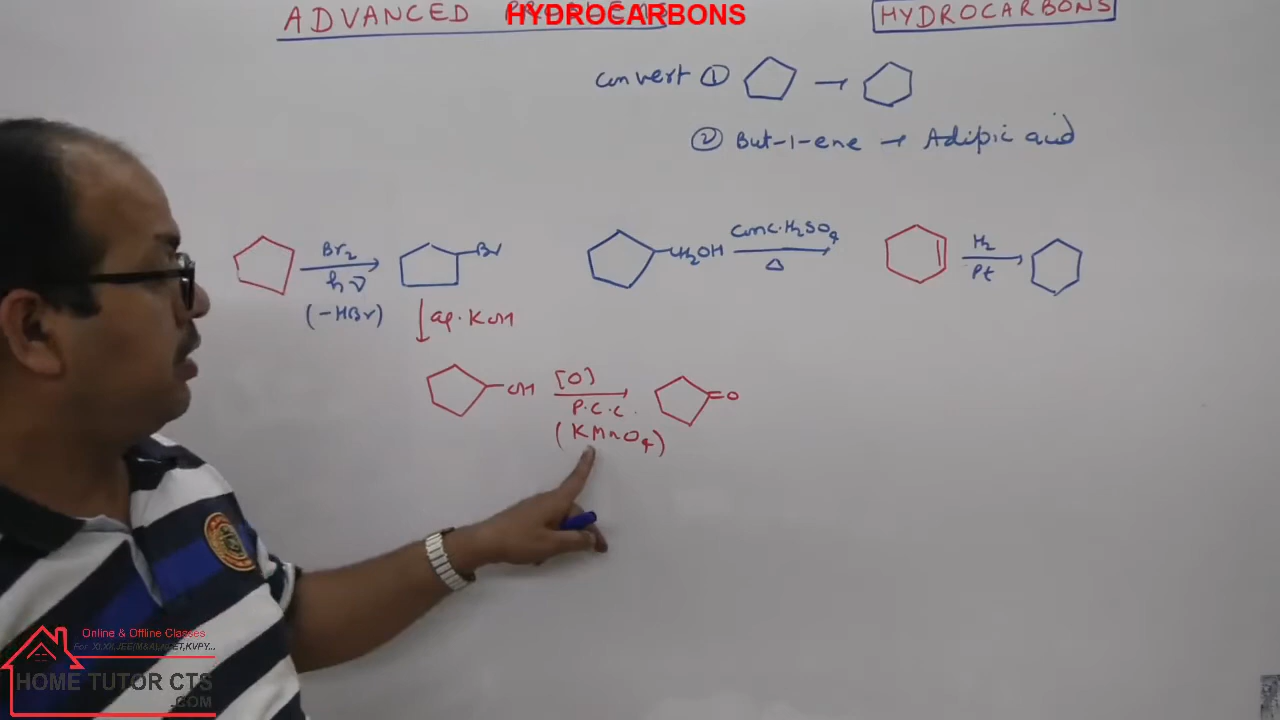 ADVANCED
HYDROCARBONS
HYDROCARBONS
Convert ① →
② But-1-ene → Adipic acid
Br2
hν
(-HBr)
Br
CH2OH
Conc. H2SO4
Δ
H2
Pt
aq. KOH
OH
[O]
P.C.C.
(KMnO4)
=O
Online & Offline Classes
HOME TUTOR CTS
.COM